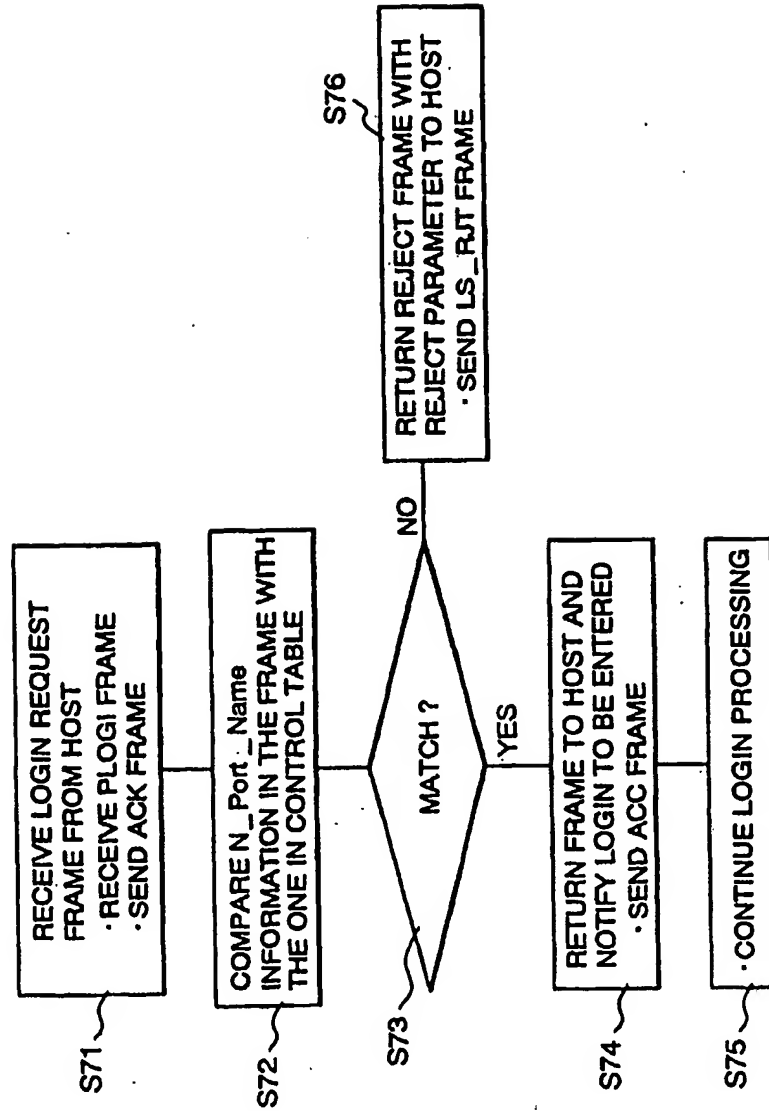 S71
RECEIVE LOGIN REQUEST
FRAME FROM HOST
· RECEIVE PLOGI FRAME
· SEND ACK FRAME
S72
COMPARE N_Port_Name
INFORMATION IN THE FRAME WITH
THE ONE IN CONTROL TABLE
S73
MATCH ?
NO
YES
S76
RETURN REJECT FRAME WITH
REJECT PARAMETER TO HOST
· SEND LS_RJT FRAME
S74
RETURN FRAME TO HOST AND
NOTIFY LOGIN TO BE ENTERED
· SEND ACC FRAME
S75
· CONTINUE LOGIN PROCESSING